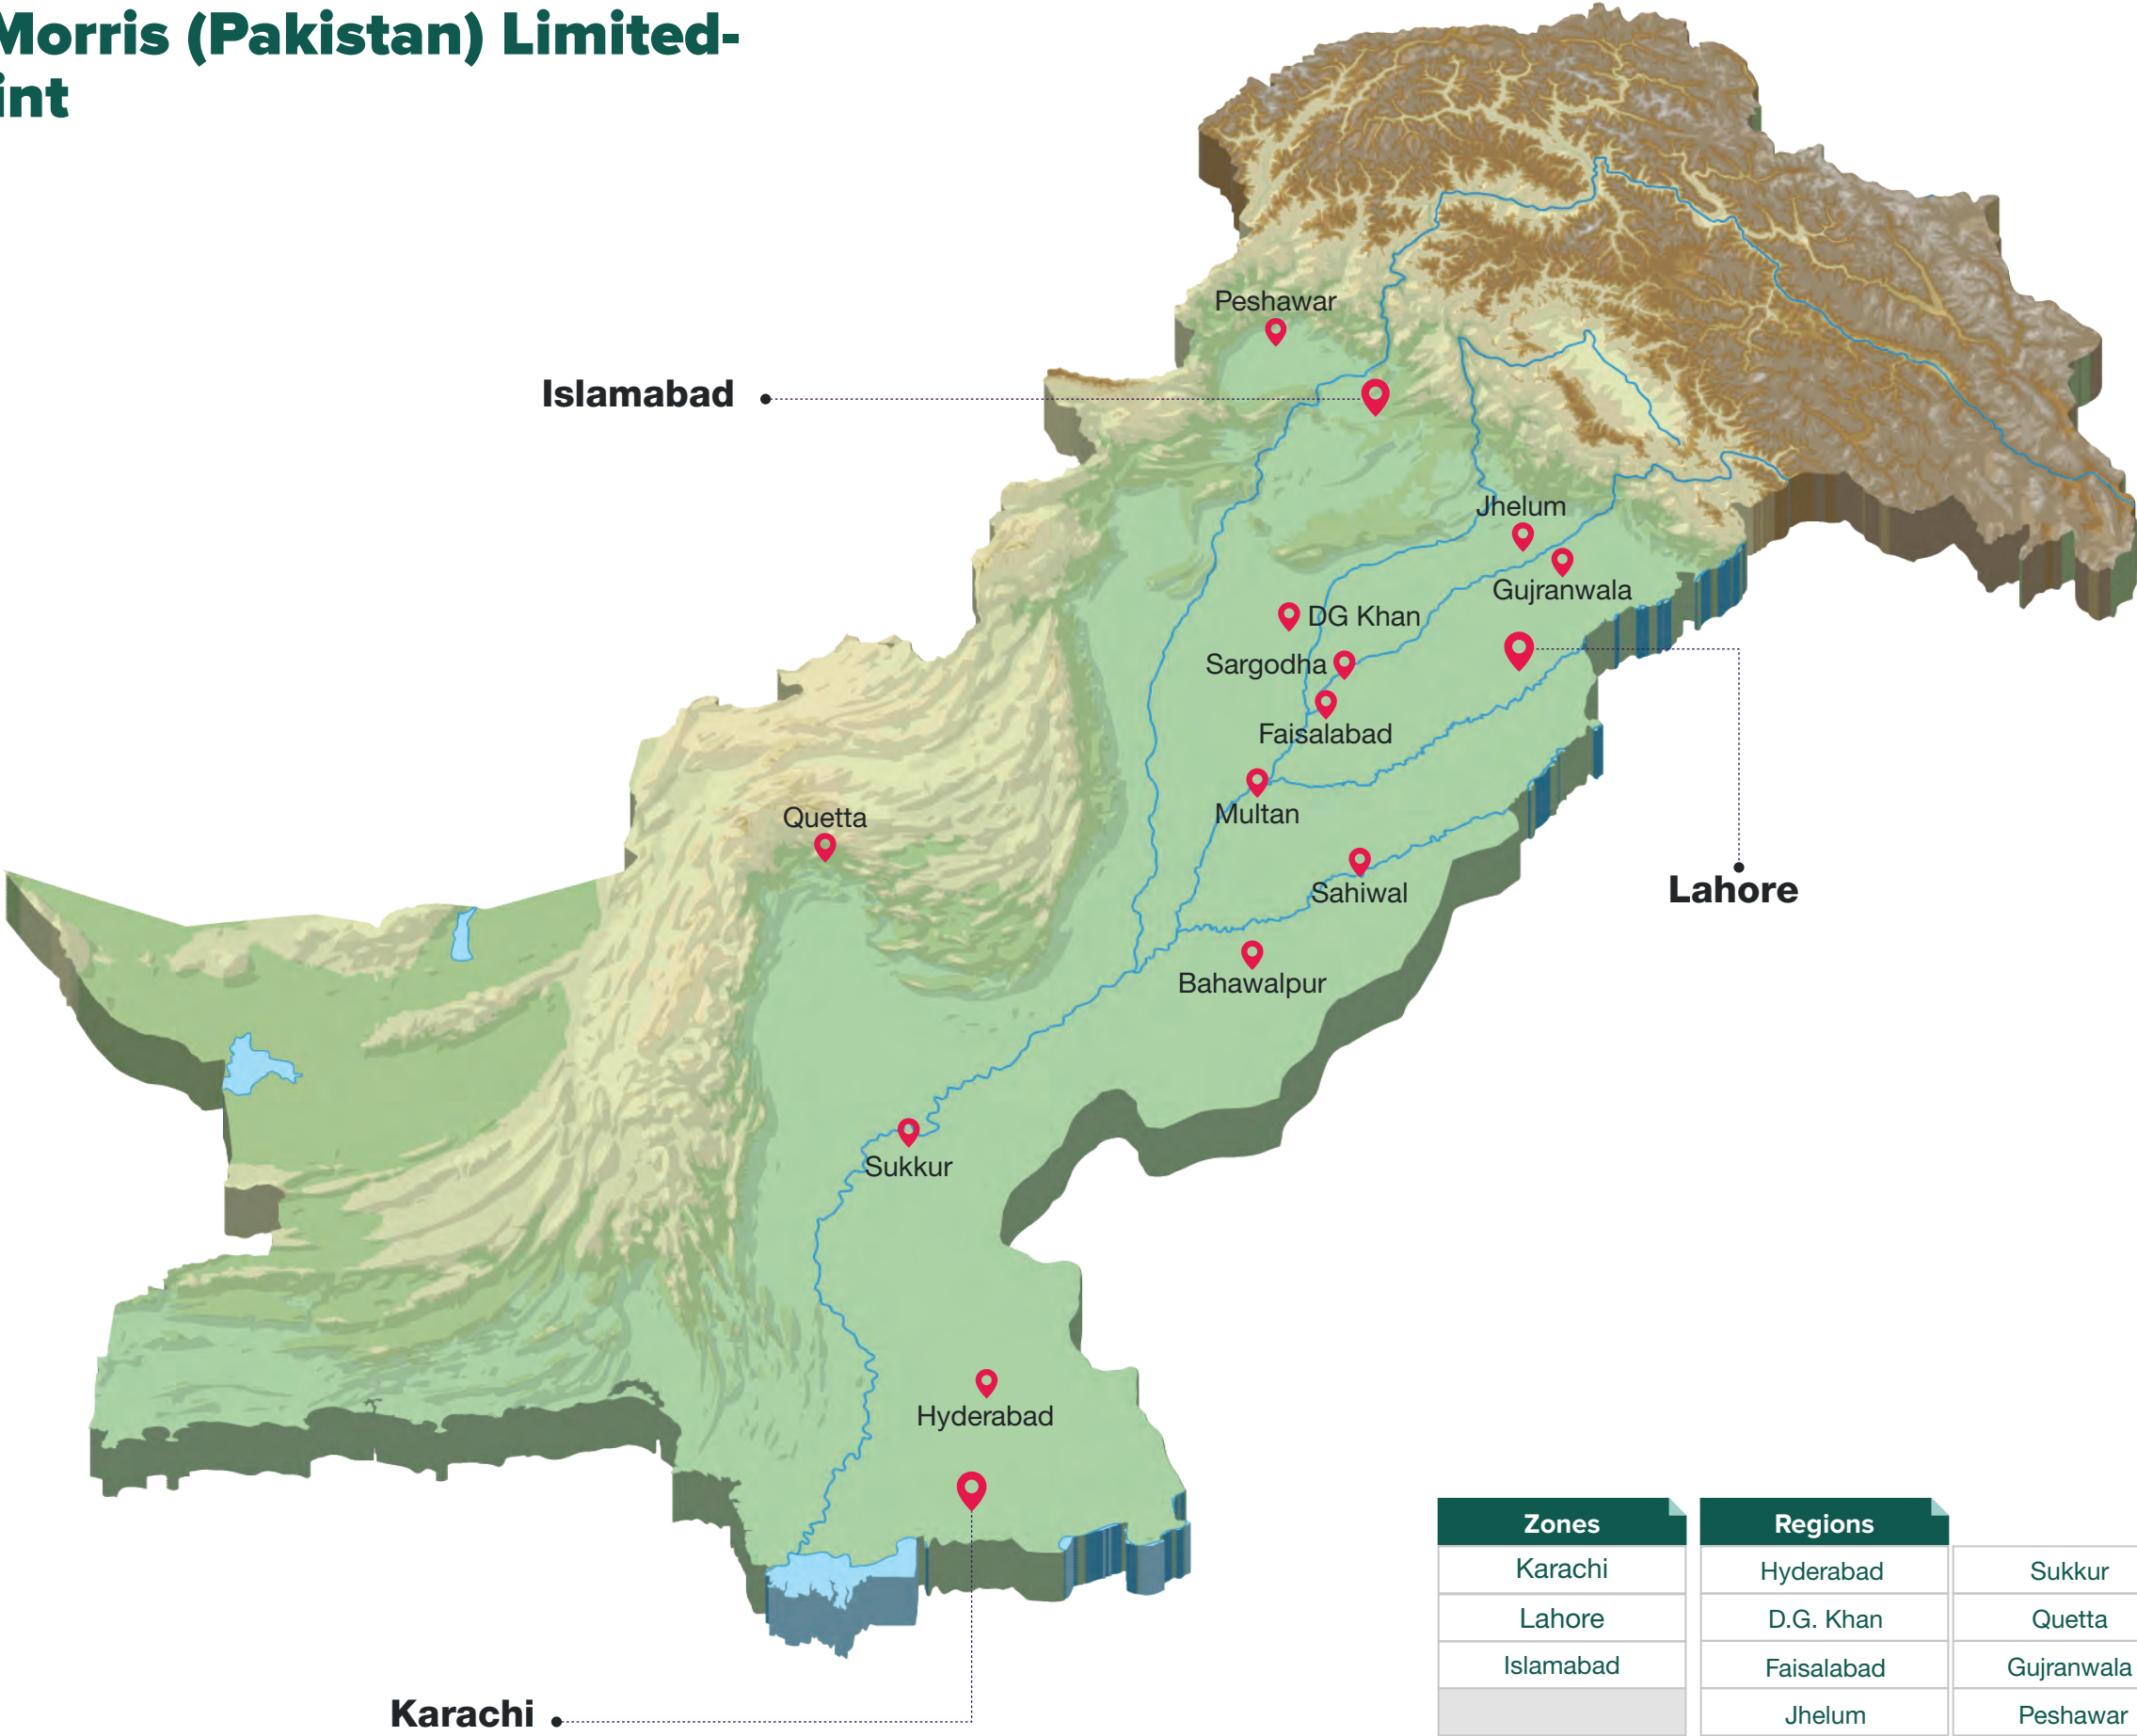 Morris (Pakistan) Limited-
int
Peshawar
Islamabad
Jhelum
Gujranwala
DG Khan
Sargodha
Faisalabad
Multan
Quetta
Sahiwal
Lahore
Bahawalpur
Sukkur
Hyderabad
Karachi
Zones
Regions
Karachi
Hyderabad
Sukkur
Lahore
D.G. Khan
Quetta
Islamabad
Faisalabad
Gujranwala
Jhelum
Peshawar